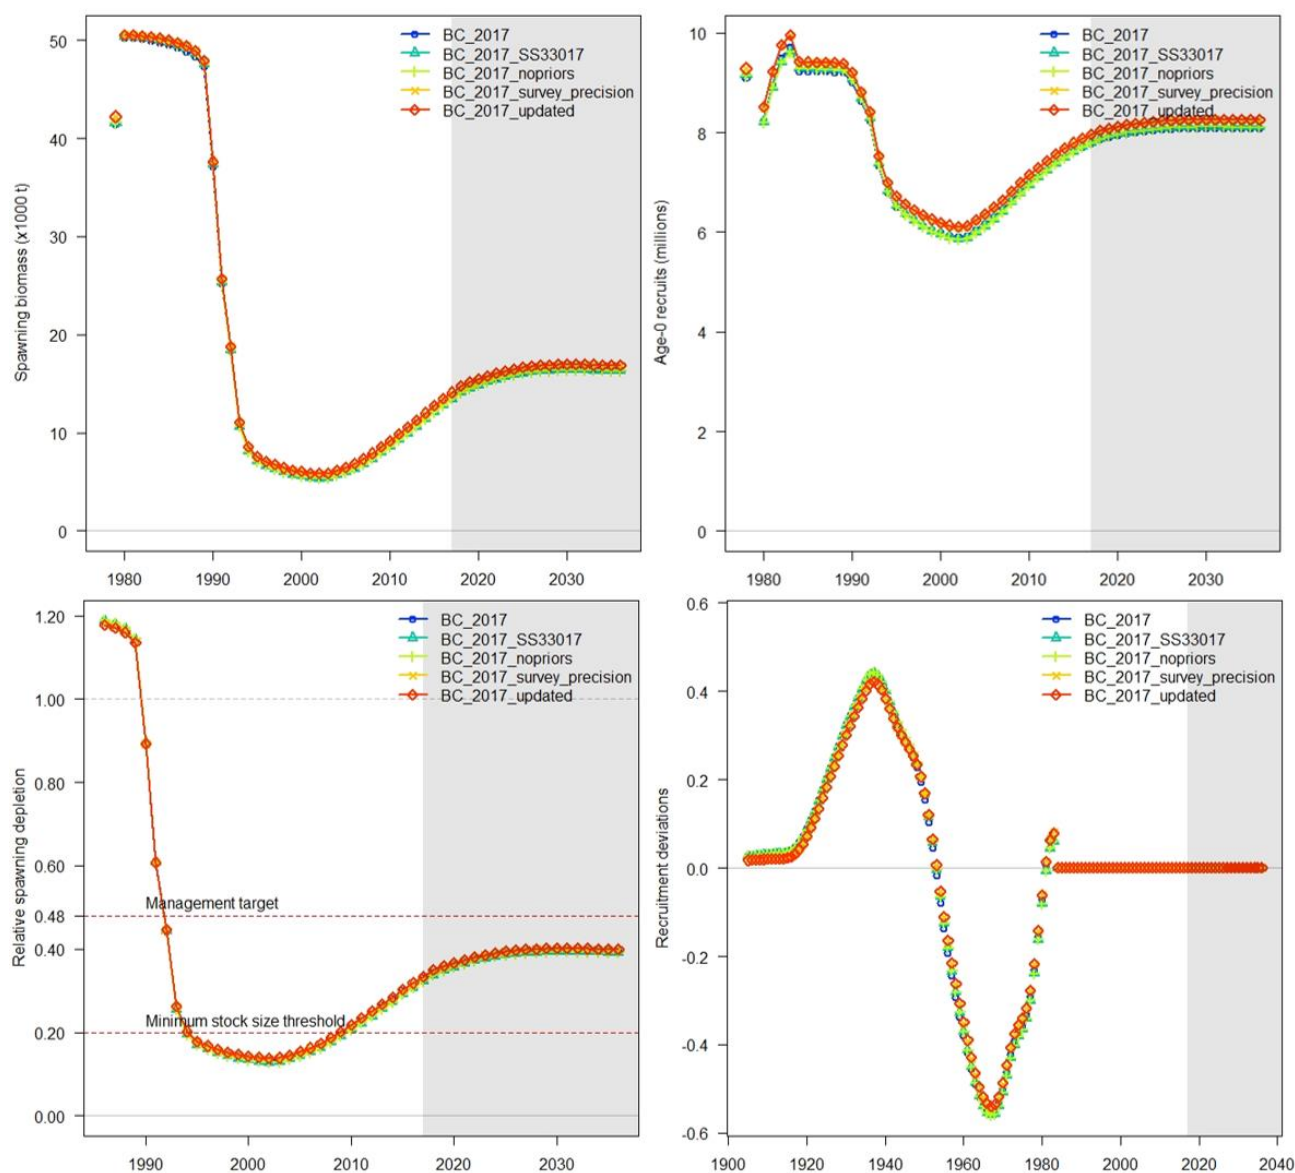 Spawning biomass (x1000 t)
50
40
30
20
10
0
1980 1990 2000 2010 2020 2030
BC_2017
BC_2017_SS33017
BC_2017_nopriors
BC_2017_survey_precision
BC_2017_updated
Age-0 recruits (millions)
10
8
6
4
2
0
1980 1990 2000 2010 2020 2030
BC_2017
BC_2017_SS33017
BC_2017_nopriors
BC_2017_survey_precision
BC_2017_updated
Relative spawning depletion
1.20
1.00
0.80
0.60
0.48
0.40
0.20
0.00
1990 2000 2010 2020 2030
BC_2017
BC_2017_SS33017
BC_2017_nopriors
BC_2017_survey_precision
BC_2017_updated
Management target
Minimum stock size threshold
Recruitment deviations
0.6
0.4
0.2
0.0
-0.2
-0.4
-0.6
1900 1920 1940 1960 1980 2000 2020 2040
BC_2017
BC_2017_SS33017
BC_2017_nopriors
BC_2017_survey_precision
BC_2017_updated